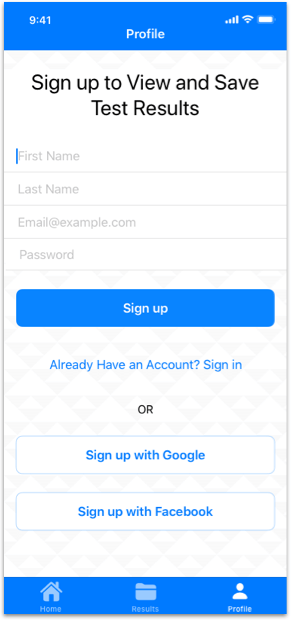 9:41
Profile
Sign up to View and Save
Test Results
First Name
Last Name
Email@example.com
Password
Sign up
Already Have an Account? Sign in
OR
Sign up with Google
Sign up with Facebook
Home Results Profile